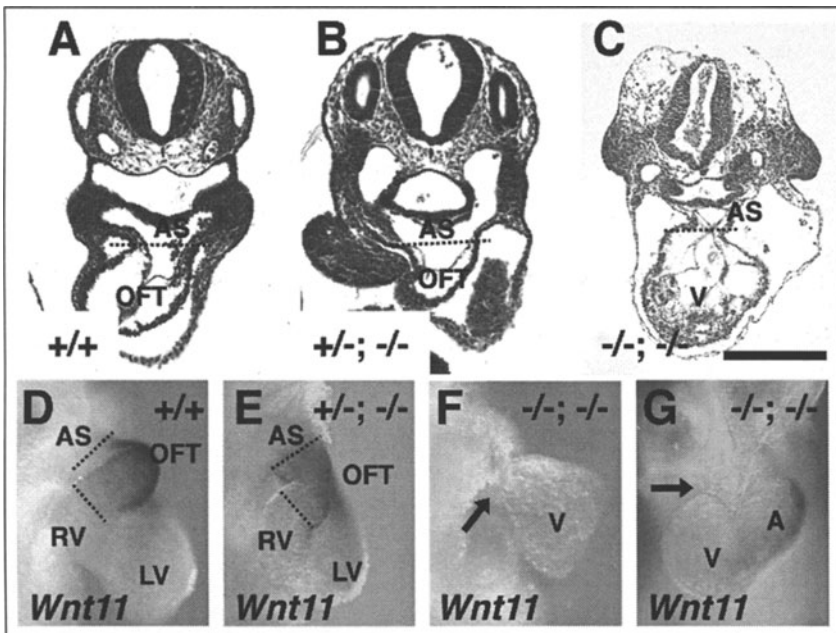 A
B
C
AS
AS
AS
OFT
OFT
V
+/+
+/-; -/-
-/-; -/-
D
+/+
E
+/-; -/-
F
-/-; -/-
G
-/-; -/-
AS
OFT
AS
OFT
RV
LV
RV
LV
V
A
V
Wnt11
Wnt11
Wnt11
Wnt11